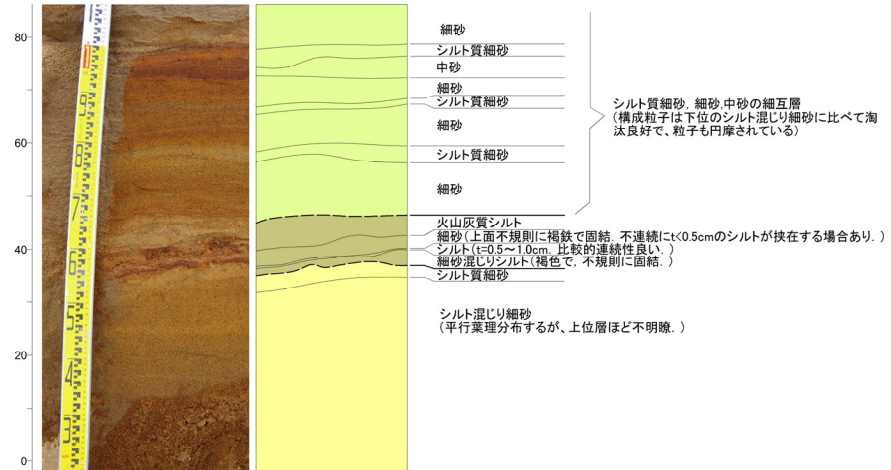 80
60
40
20
0
9
8
7
6
5
4
3
細砂
シルト質細砂
中砂
細砂
シルト質細砂
細砂
シルト質細砂
細砂
火山灰質シルト
細砂(上面不規則に褐鉄で固結. 不連続にt<0.5cmのシルトが挟在する場合あり. )
シルト(t=0.5~1.0cm. 比較的連続性良い. )
細砂混じりシルト(褐色で, 不規則に固結. )
シルト質細砂
シルト混じり細砂
(平行葉理分布するが、上位層ほど不明瞭. )
シルト質細砂, 細砂,中砂の細互層
(構成粒子は下位のシルト混じり細砂に比べて淘
汰良好で、粒子も円摩されている)